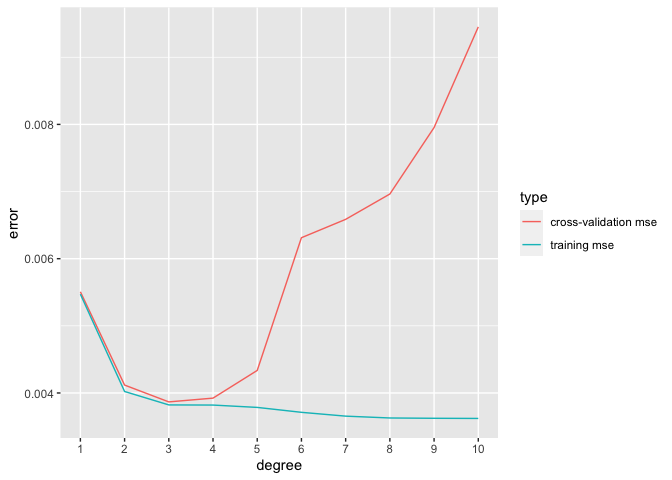 error
0.008
0.006
0.004
1 2 3 4 5 6 7 8 9 10
degree
type
cross-validation mse
training mse